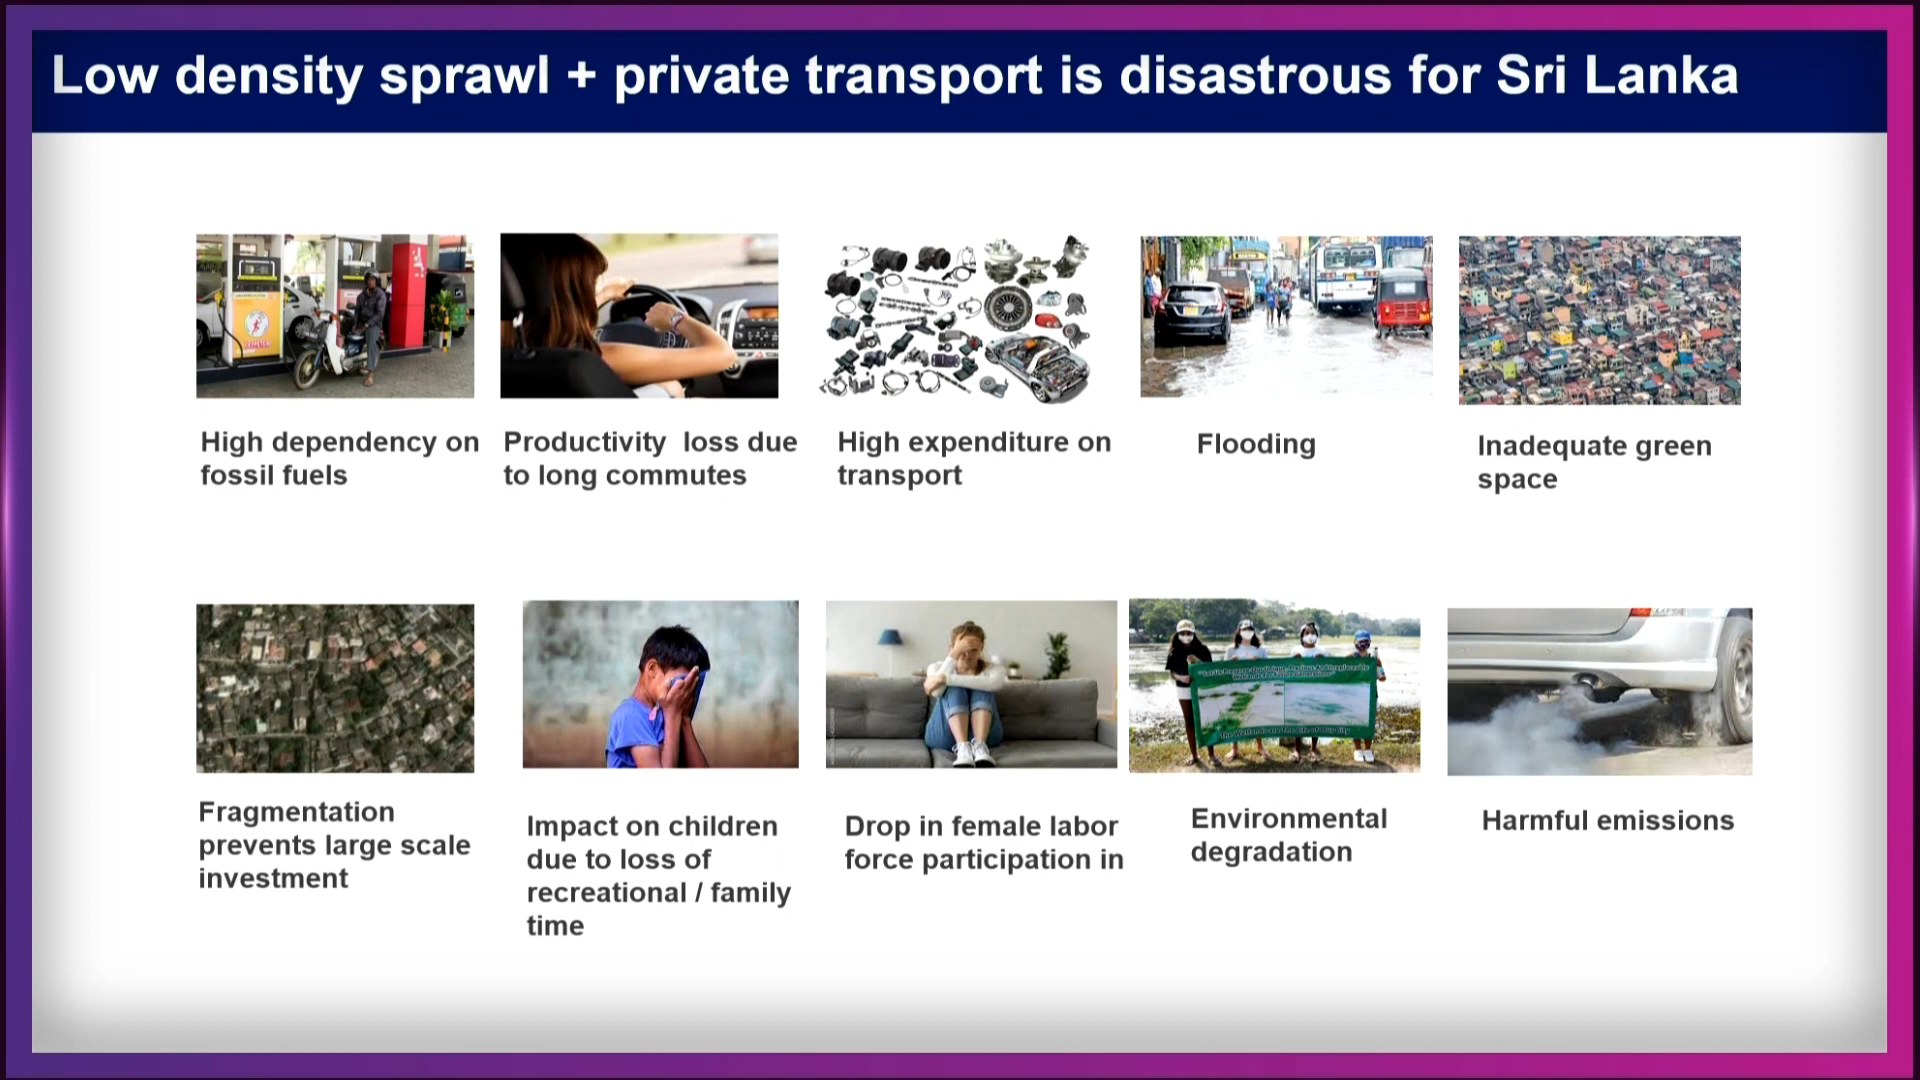 Low density sprawl + private transport is disastrous for Sri Lanka
High dependency on
fossil fuels
Productivity loss due
to long commutes
High expenditure on
transport
Flooding
Inadequate green
space
Fragmentation
prevents large scale
investment
Impact on children
due to loss of
recreational / family
time
Drop in female labor
force participation in
Environmental
degradation
Harmful emissions